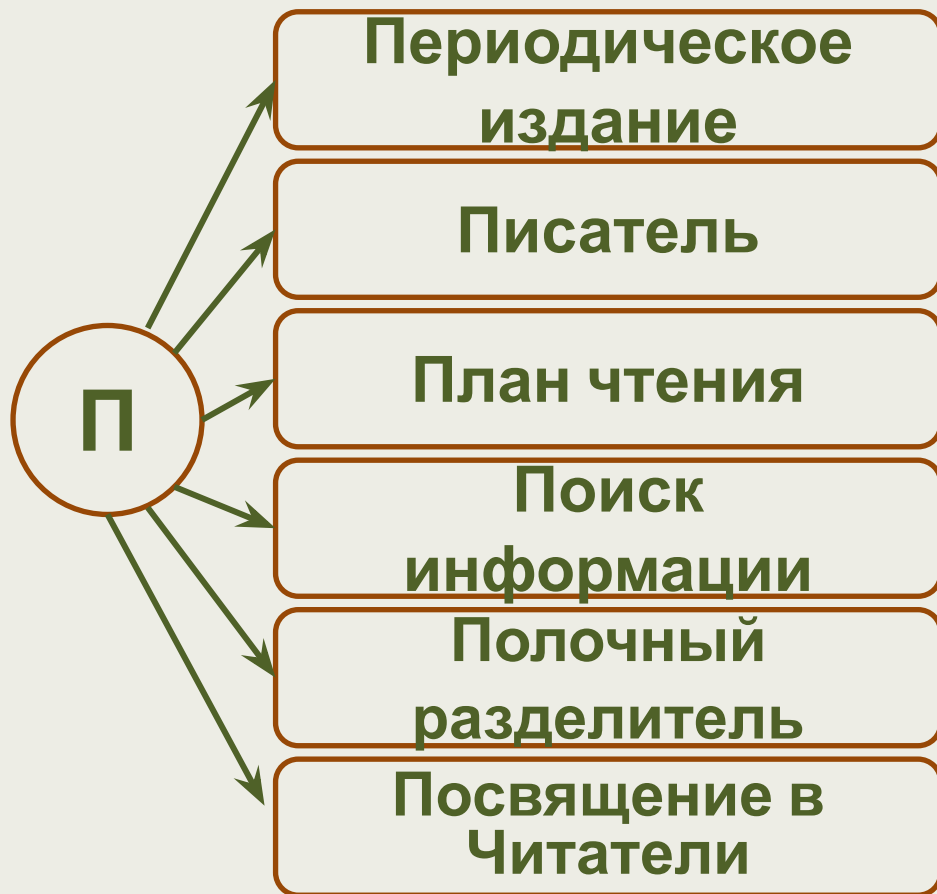 П
Периодическое
издание
Писатель
План чтения
Поиск
информации
Полочный
разделитель
Посвящение в
Читатели